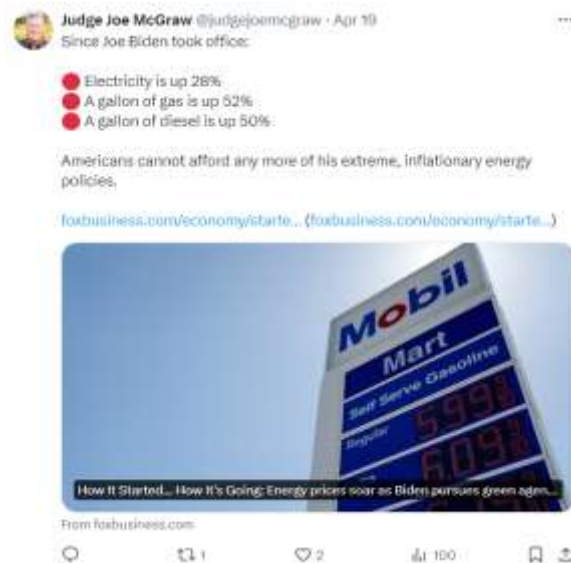 Judge Joe McGraw @judgejoemcgraw · Apr 19
Since Joe Biden took office:
Electricity is up 28%
A gallon of gas is up 52%
A gallon of diesel is up 50%
Americans cannot afford any more of his extreme, inflationary energy
policies.
foxbusiness.com/economy/starte... (foxbusiness.com/economy/starte...)
Mobil
Mart
Self Serve Gasoline
Regular
5.99
6.09
How It Started... How It's Going: Energy prices soar as Biden pursues green agen...
From foxbusiness.com
1
2
100